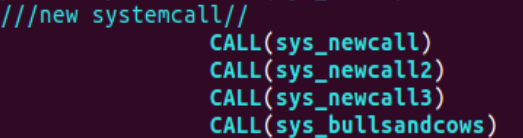 ///new systemcall//
CALL(sys_newcall)
CALL(sys_newcall2)
CALL(sys_newcall3)
CALL(sys_bullsandcows)